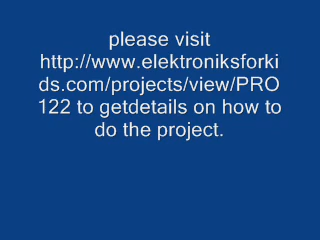 please visit
http://www.elektroniksforki
ds.com/projects/view/PRO
122 to getdetails on how to
do the project.